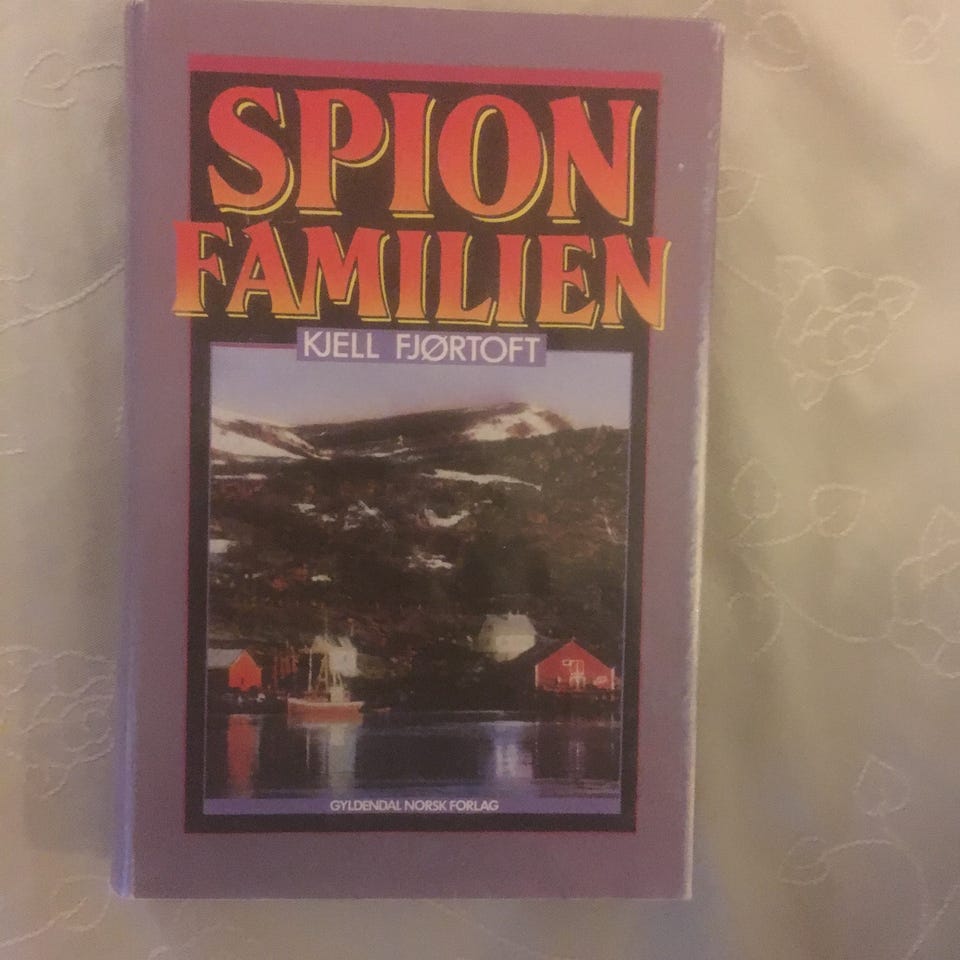 SPION
FAMILIEN
KJELL FJØRTOFT
GYLDENDAL NORSK FORLAG